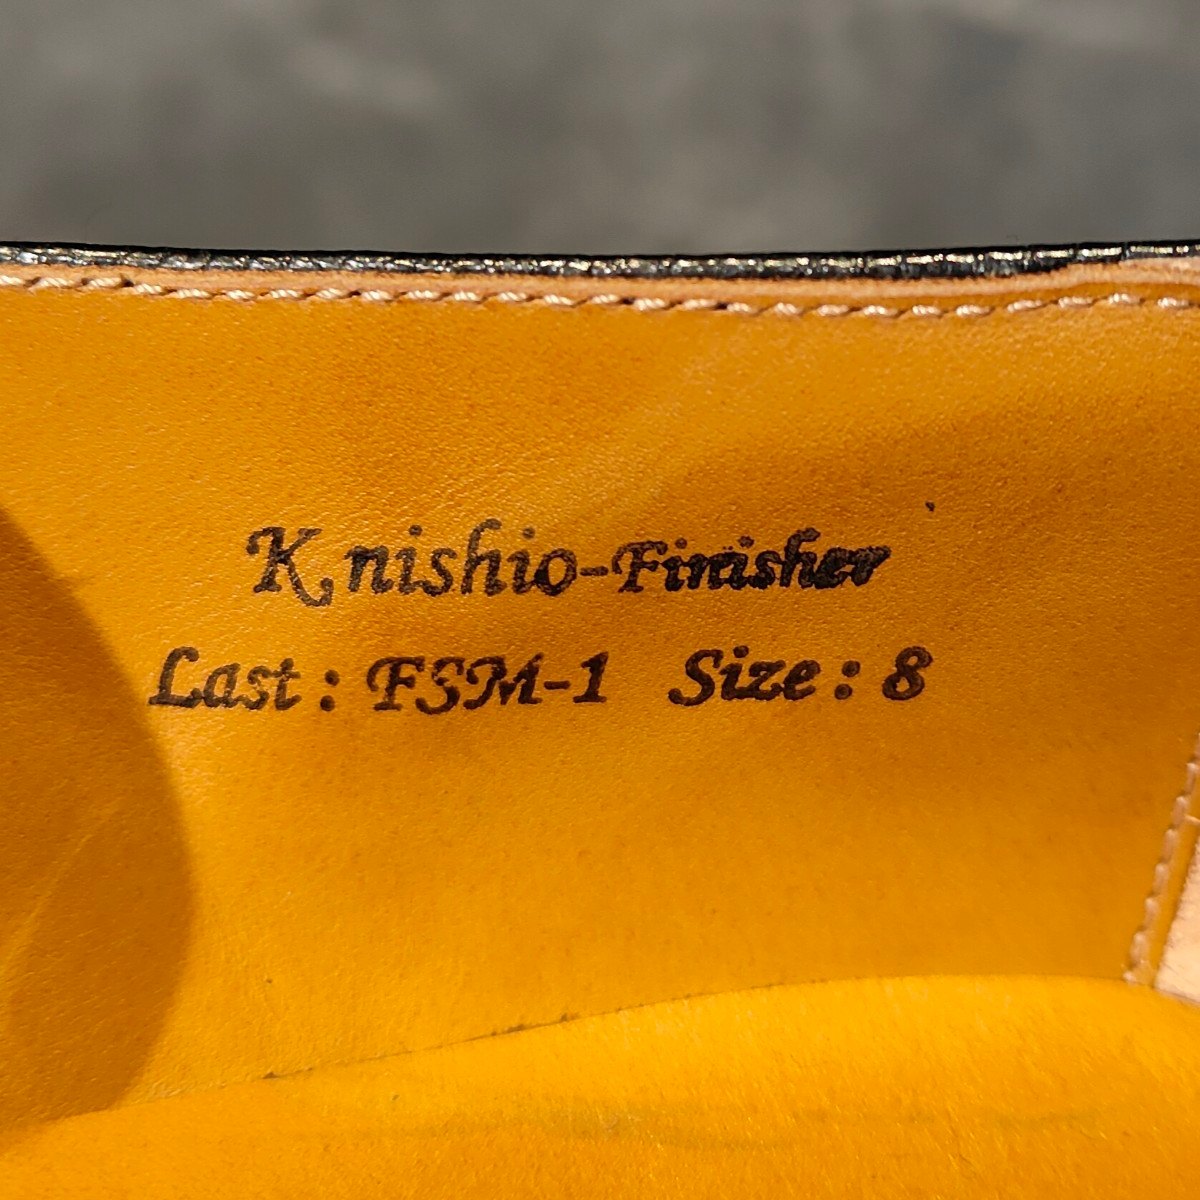 K.nishio-Finisher
Last : FSM-1 Size : 8